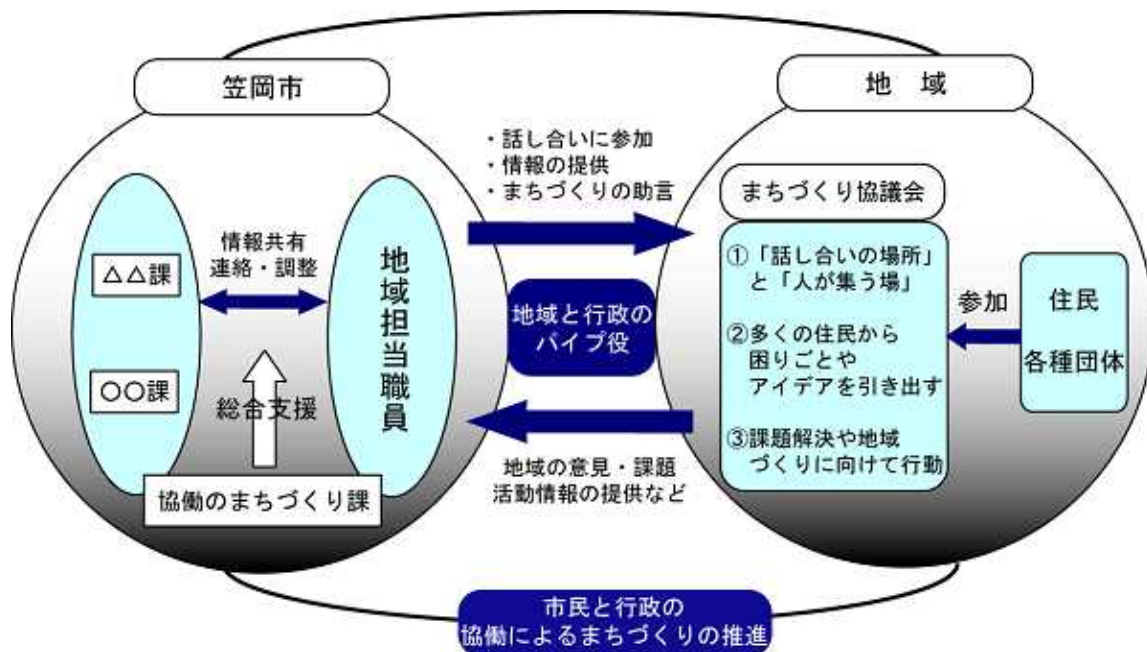 笠岡市
地　域
・話し合いに参加
・情報の提供
・まちづくりの助言
情報共有
連絡・調整
△△課
○○課
地域担当職員
総合支援
協働のまちづくり課
地域と行政の
パイプ役
地域の意見・課題
活動情報の提供など
まちづくり協議会
①「話し合いの場所」
と「人が集う場」
②多くの住民から
困りごとや
アイデアを引き出す
③課題解決や地域
づくりに向けて行動
参加
住民
各種団体
市民と行政の
協働によるまちづくりの推進